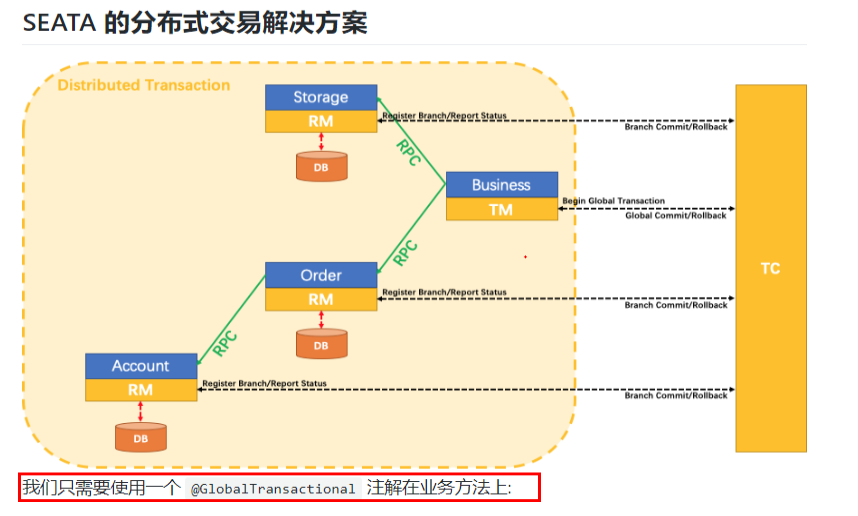 SEATA 的分布式交易解决方案
Distributed Transaction
Storage
RM
DB
Register Branch/Report Status
Branch Commit/Rollback
RPC
Business
TM
Begin Global Transaction
Global Commit/Rollback
RPC
TC
Order
RM
DB
Register Branch/Report Status
Branch Commit/Rollback
RPC
Account
RM
DB
Register Branch/Report Status
Branch Commit/Rollback
我们只需要使用一个 @GlobalTransactional 注解在业务方法上: